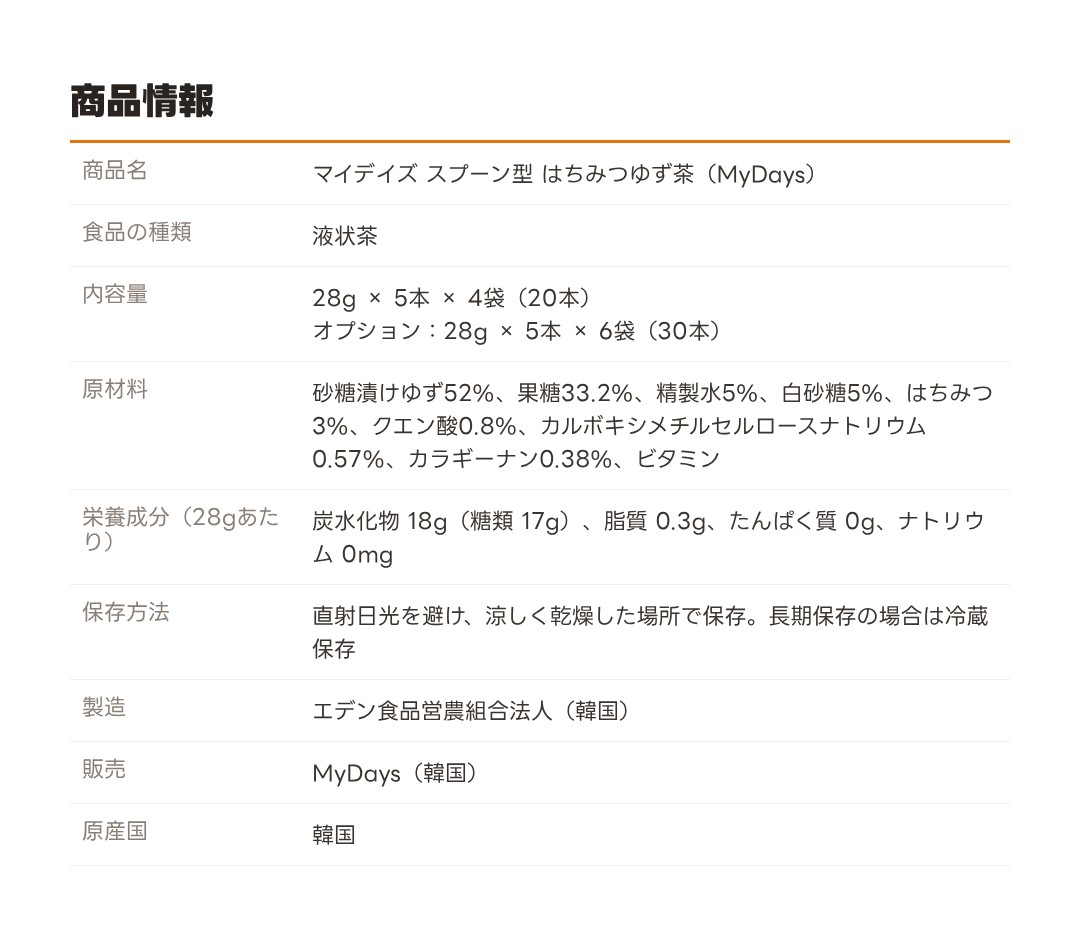 商品情報
商品名
マイデイズ スプーン型 はちみつゆず茶（MyDays）
食品の種類
液状茶
内容量
28g × 5本 × 4袋（20本）
オプション：28g × 5本 × 6袋（30本）
原材料
砂糖漬けゆず52%、果糖33.2%、精製水5%、白砂糖5%、はちみつ
3%、クエン酸0.8%、カルボキシメチルセルロースナトリウム
0.57%、カラギーナン0.38%、ビタミン
栄養成分（28gあた
り）
炭水化物 18g（糖類 17g）、脂質 0.3g、たんぱく質 0g、ナトリウ
ム 0mg
保存方法
直射日光を避け、涼しく乾燥した場所で保存。長期保存の場合は冷蔵
保存
製造
エデン食品営農組合法人（韓国）
販売
MyDays（韓国）
原産国
韓国